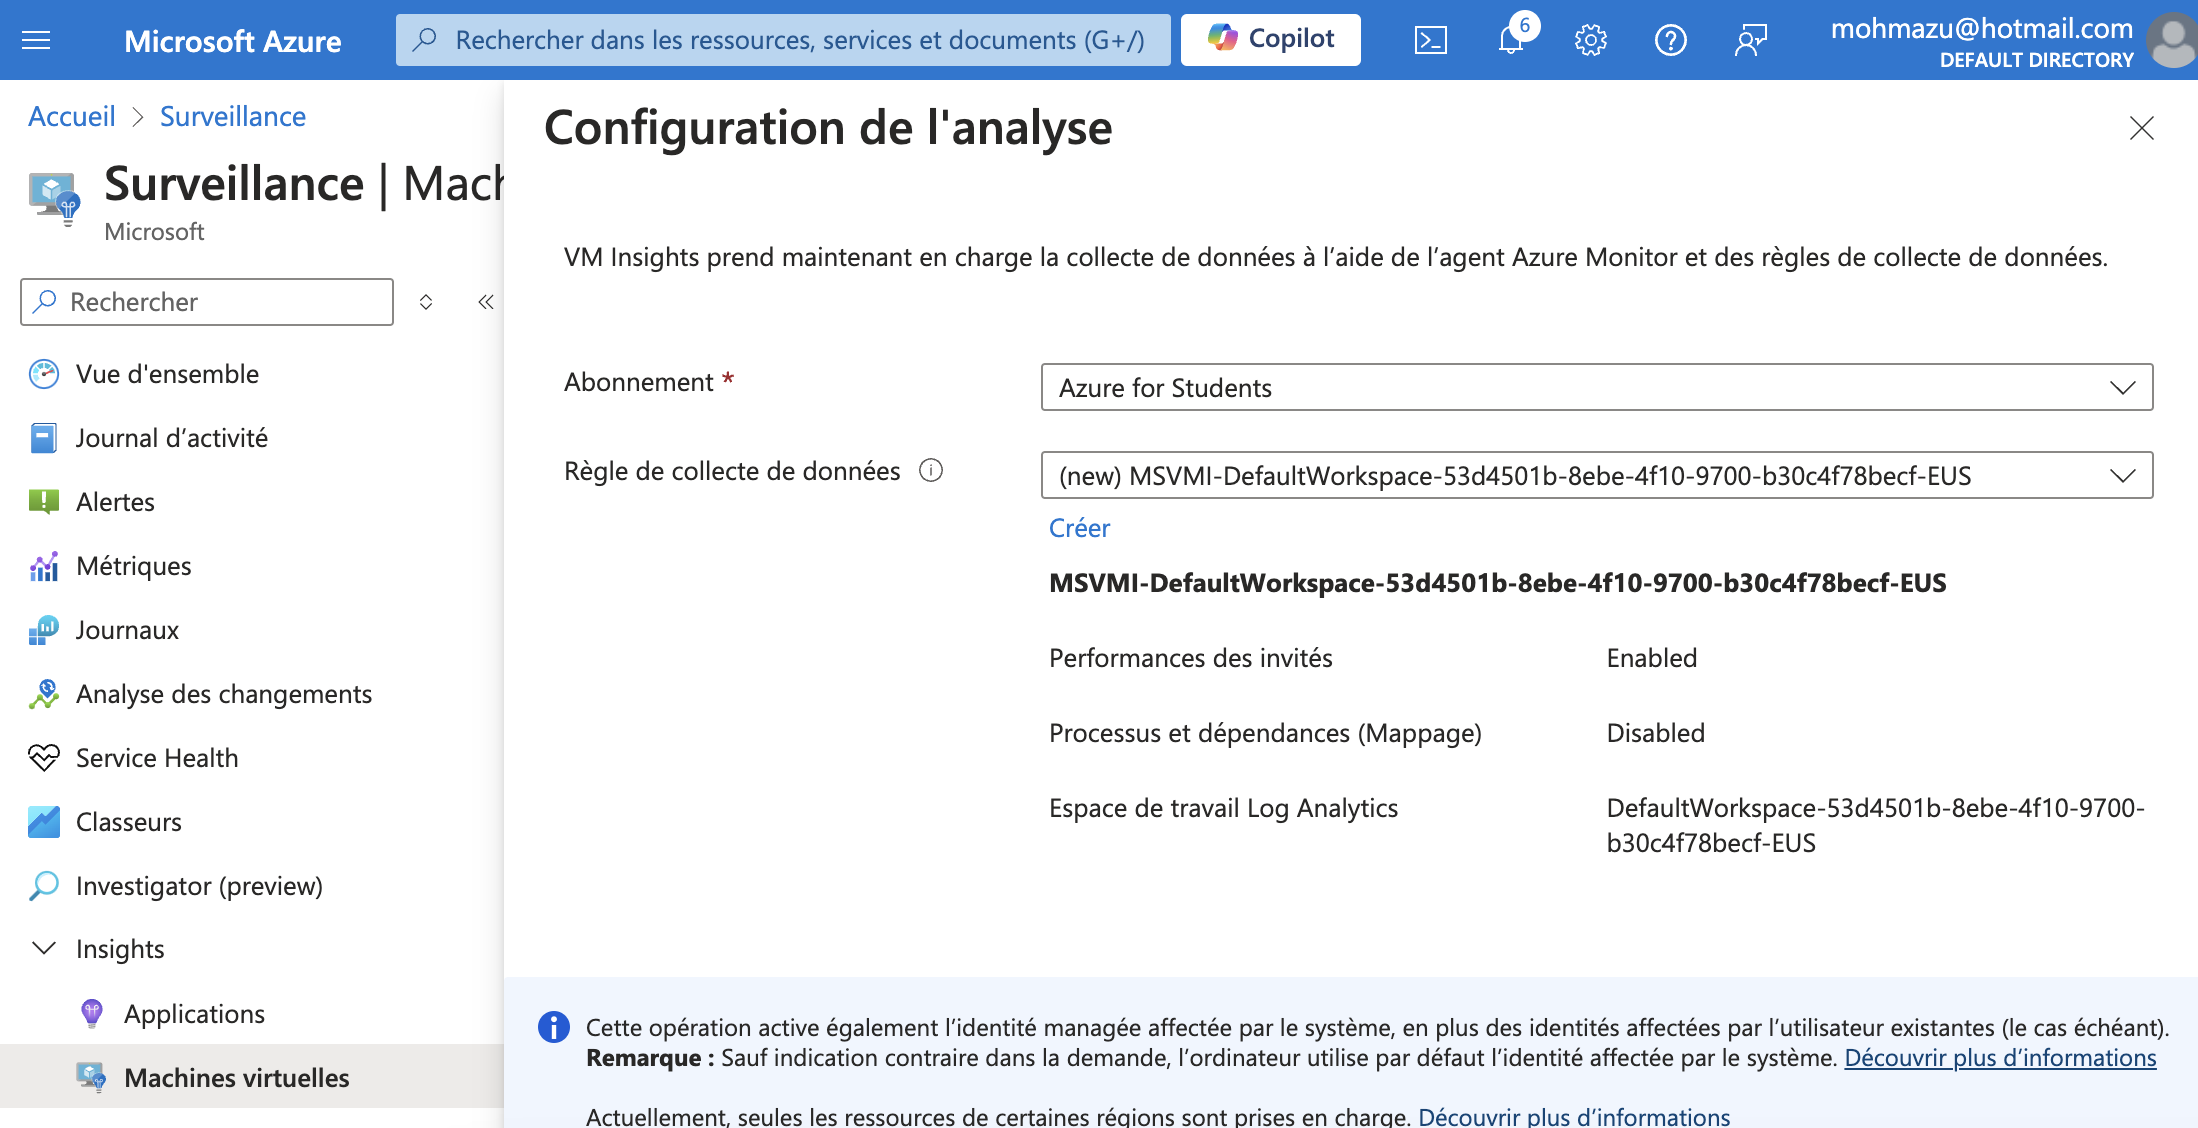 Microsoft Azure
Rechercher dans les ressources, services et documents (G+/)
Copilot
6
mohmazu@hotmail.com
DEFAULT DIRECTORY
Accueil > Surveillance
Surveillance | Mach
Microsoft
Rechercher
Vue d'ensemble
Journal d’activité
Alertes
Métriques
Journaux
Analyse des changements
Service Health
Classeurs
Investigator (preview)
Insights
Applications
Machines virtuelles
Configuration de l'analyse
VM Insights prend maintenant en charge la collecte de données à l’aide de l’agent Azure Monitor et des règles de collecte de données.
Abonnement *
Azure for Students
Règle de collecte de données
(new) MSVMI-DefaultWorkspace-53d4501b-8ebe-4f10-9700-b30c4f78becf-EUS
Créer
MSVMI-DefaultWorkspace-53d4501b-8ebe-4f10-9700-b30c4f78becf-EUS
Performances des invités Enabled
Processus et dépendances (Mappage) Disabled
Espace de travail Log Analytics DefaultWorkspace-53d4501b-8ebe-4f10-9700-
b30c4f78becf-EUS
Cette opération active également l’identité managée affectée par le système, en plus des identités affectées par l’utilisateur existantes (le cas échéant).
Remarque : Sauf indication contraire dans la demande, l’ordinateur utilise par défaut l’identité affectée par le système. Découvrir plus d’informations
Actuellement, seules les ressources de certaines régions sont prises en charge. Découvrir plus d’informations